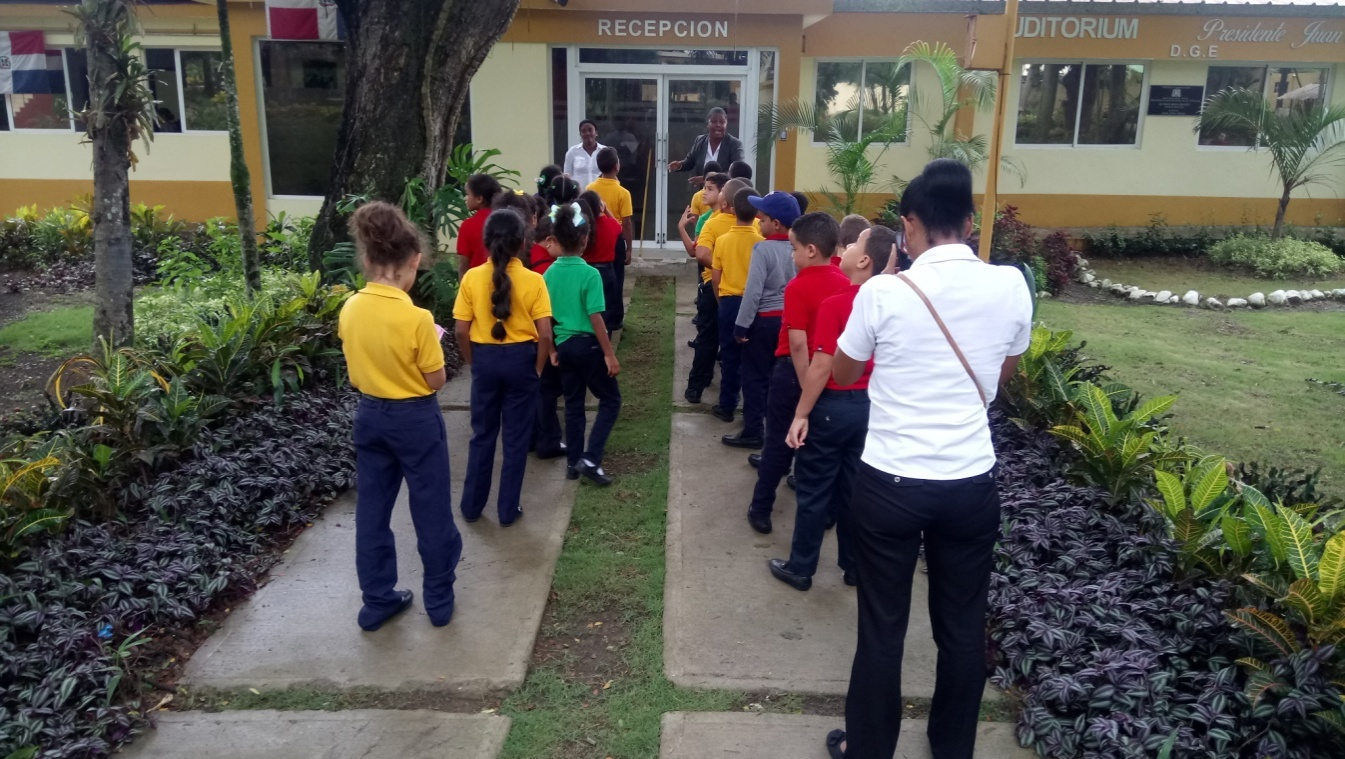 RECEPCION
UDITORIUM
Presidente Juan
D.G.E